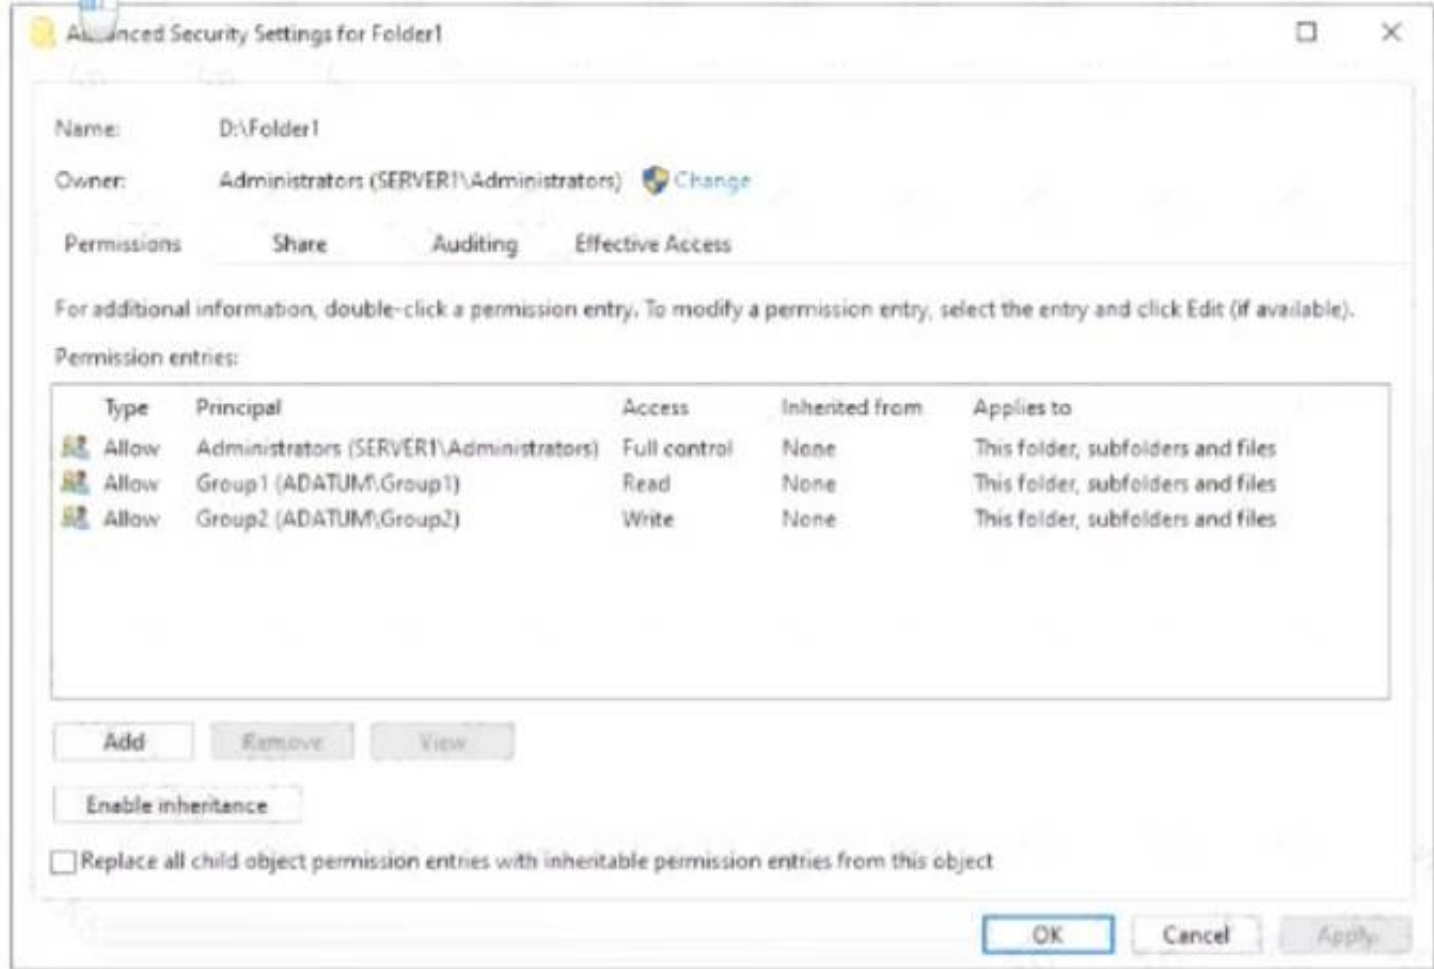 Advanced Security Settings for Folder1
Name: D:\Folder1
Owner: Administrators (SERVER1\Administrators) Change
Permissions Share Auditing Effective Access
For additional information, double-click a permission entry. To modify a permission entry, select the entry and click Edit (if available).
Permission entries:
Type Principal Access Inherited from Applies to
Allow Administrators (SERVER1\Administrators) Full control None This folder, subfolders and files
Allow Group1 (ADATUM\Group1) Read None This folder, subfolders and files
Allow Group2 (ADATUM\Group2) Write None This folder, subfolders and files
Add Remove View
Enable inheritance
Replace all child object permission entries with inheritable permission entries from this object
OK Cancel Apply